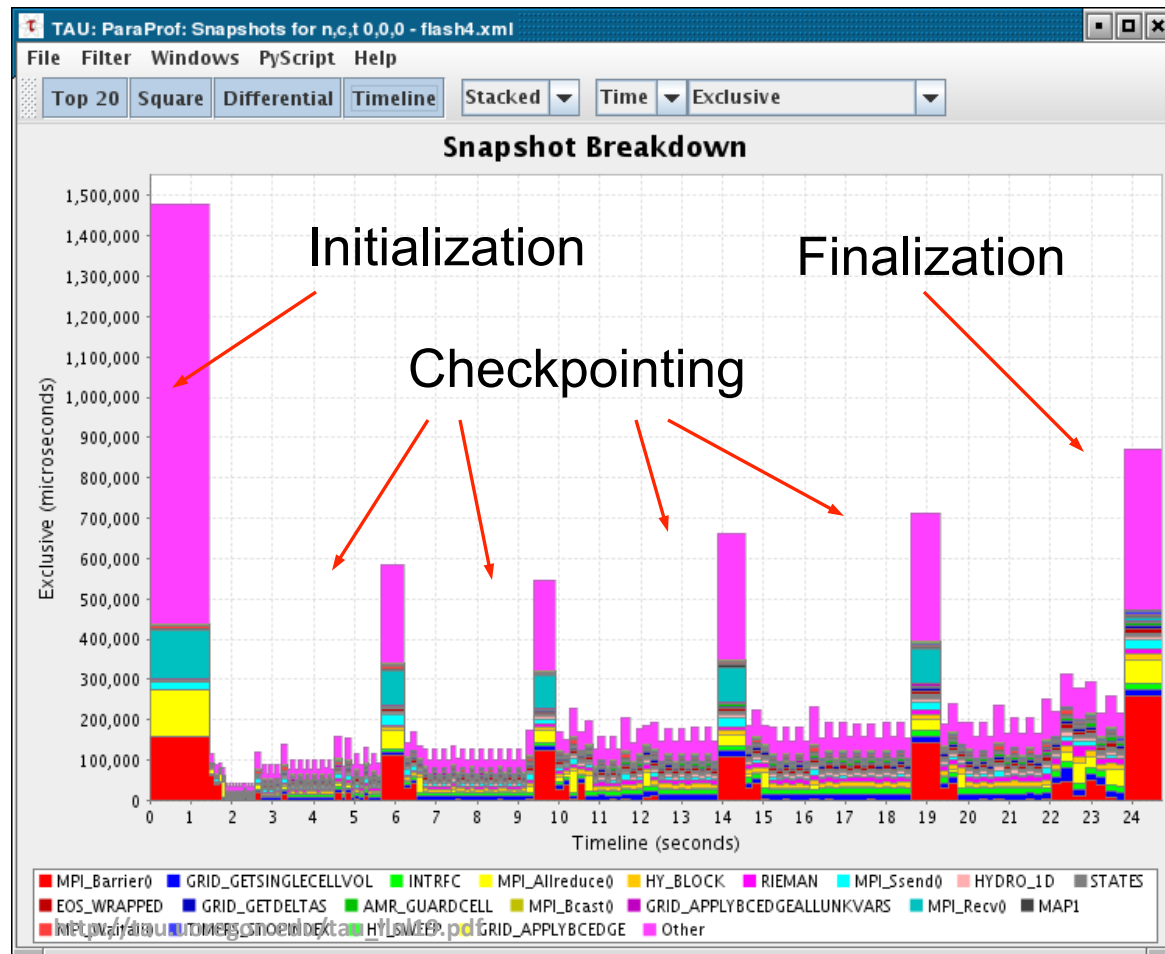 TAU: ParaProf: Snapshots for n,c,t 0,0,0 - flash4.xml
File Filter Windows PyScript Help
Top 20 Square Differential Timeline Stacked Time Exclusive
Snapshot Breakdown
1,500,000
1,400,000
1,300,000
1,200,000
1,100,000
1,000,000
900,000
800,000
700,000
600,000
500,000
400,000
300,000
200,000
100,000
0
Exclusive (microseconds)
Initialization
Finalization
Checkpointing
0 1 2 3 4 5 6 7 8 9 10 11 12 13 14 15 16 17 18 19 20 21 22 23 24
Timeline (seconds)
MPI_Barrier() GRID_GETSINGLECELLVOL INTRFC MPI_Allreduce() HY_BLOCK RIEMAN MPI_Ssend() HYDRO_1D STATES
EOS_WRAPPED GRID_GETDELTAS AMR_GUARDCELL MPI_Bcast() GRID_APPLYBCEDGEALLUNKVARS MPI_Recv() MAP1
GRID_APPLYBCEDGE Other